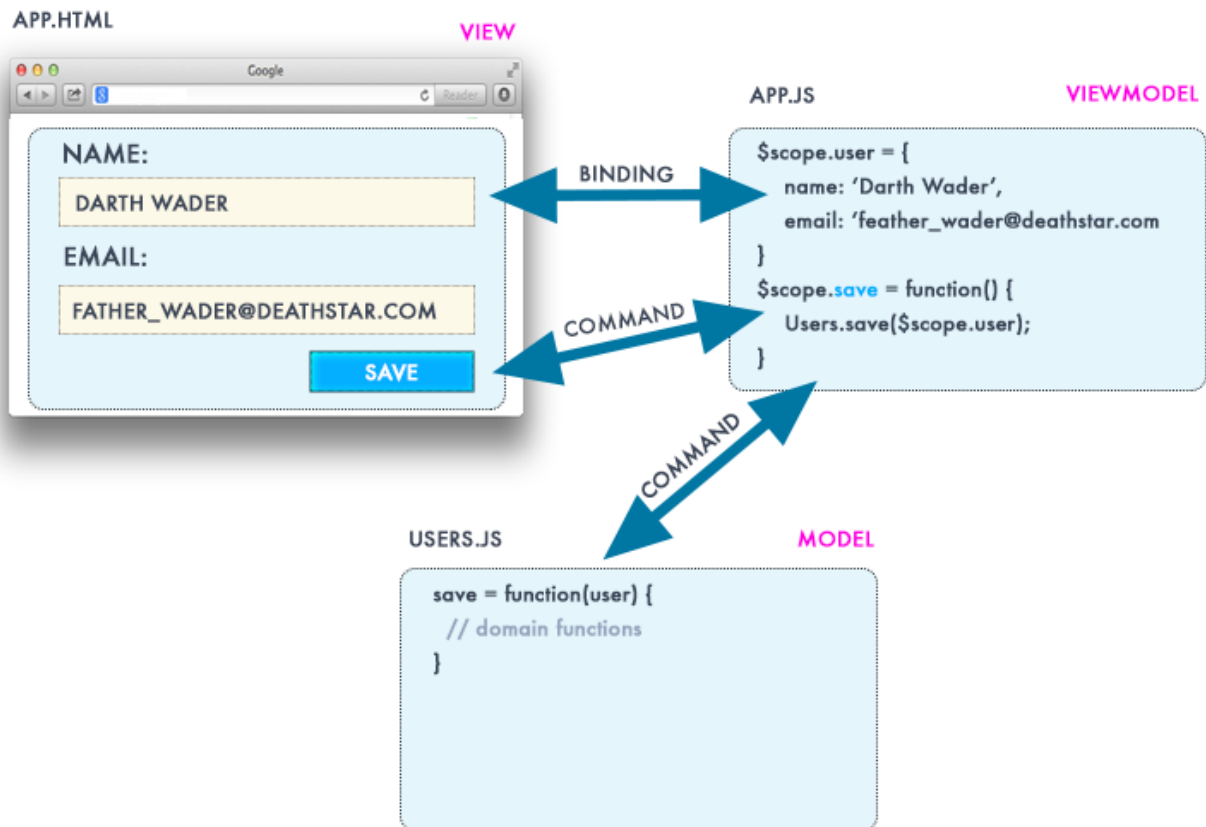 APP.HTML
VIEW
Google
8
Reader
NAME:
DARTH WADER
EMAIL:
FATHER_WADER@DEATHSTAR.COM
SAVE
BINDING
COMMAND
APP.JS
VIEWMODEL
$scope.user = {
name: ‘Darth Wader’,
email: ‘feather_wader@deathstar.com
}
$scope.save = function() {
Users.save($scope.user);
}
COMMAND
USERS.JS
MODEL
save = function(user) {
// domain functions
}